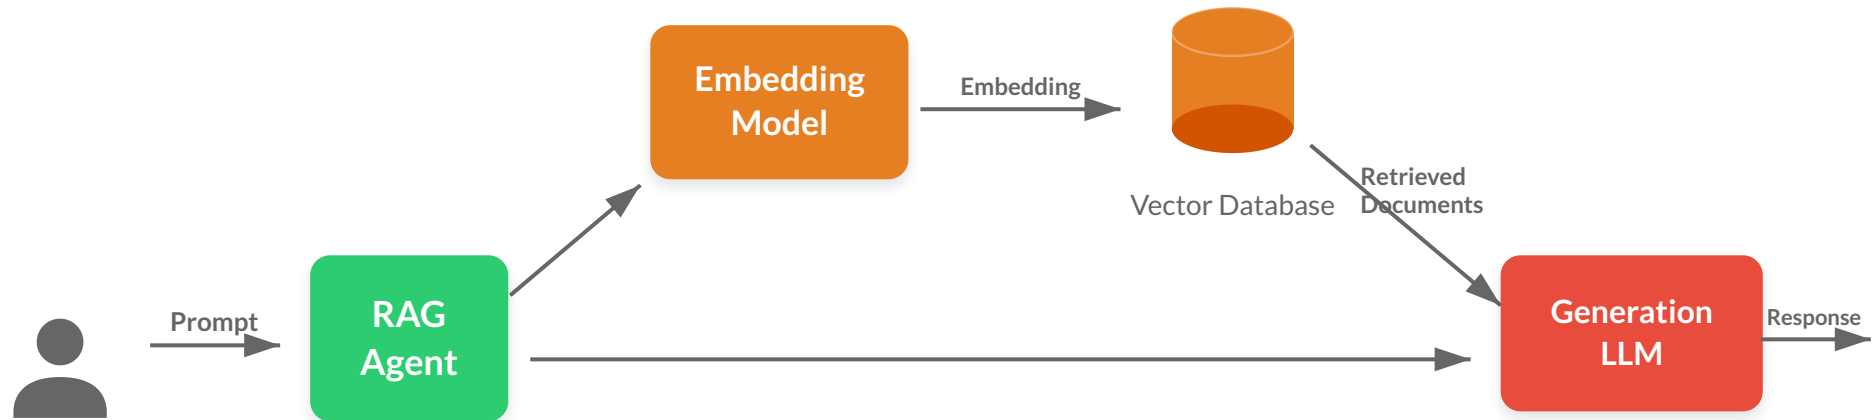 Prompt
RAG
Agent
Embedding
Model
Embedding
Vector Database
Retrieved
Documents
Generation
LLM
Response